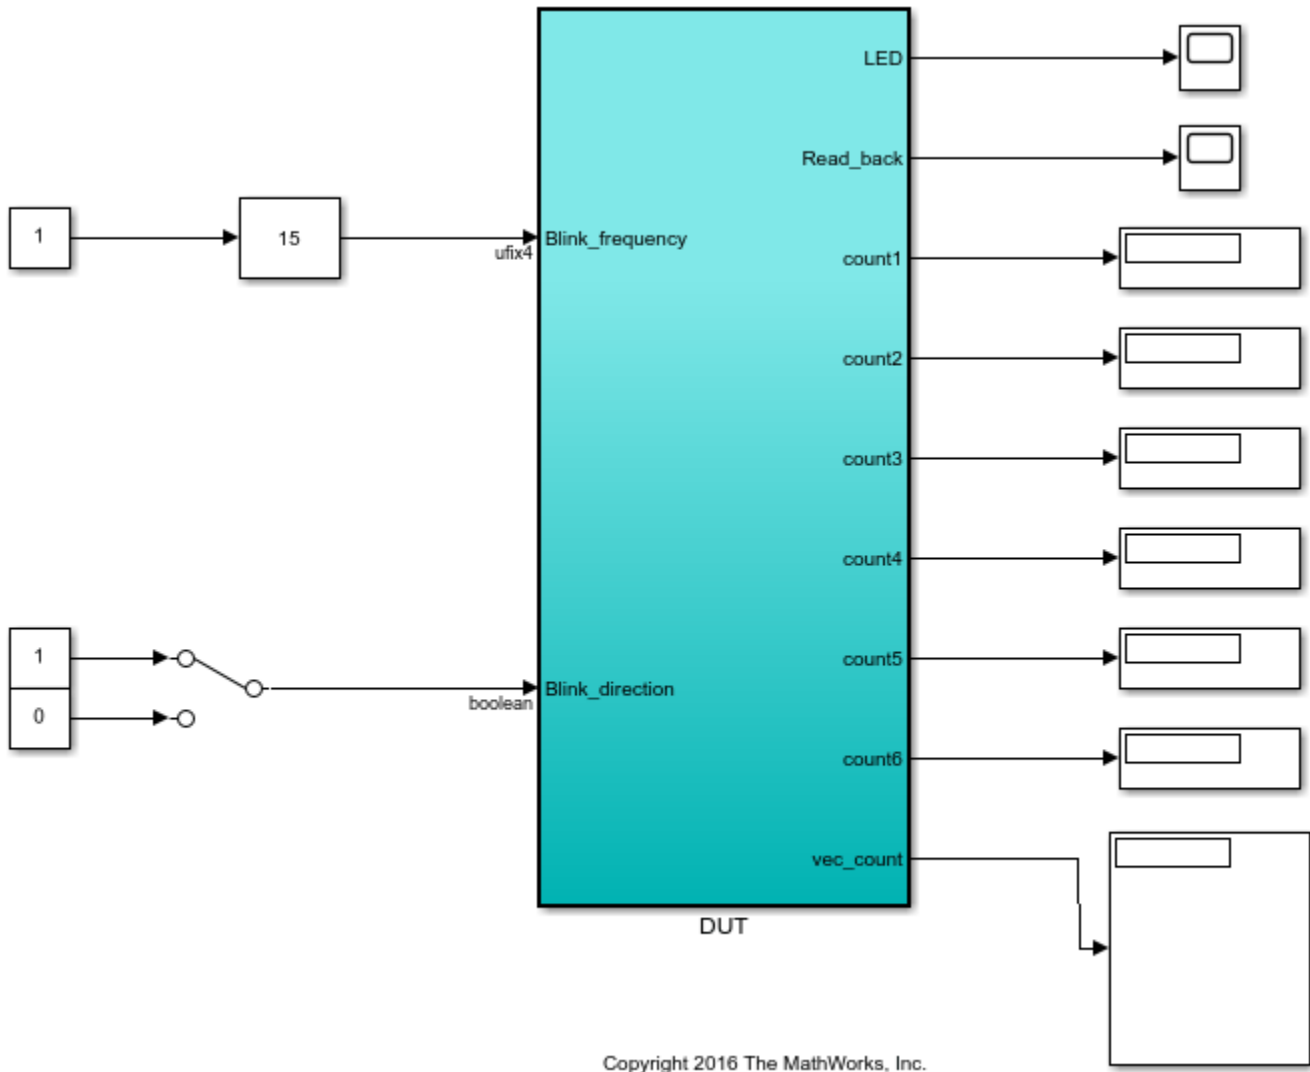 LED
Read_back
1
15
ufix4
Blink_frequency
count1
count2
count3
count4
count5
1
0
boolean
Blink_direction
count6
vec_count
DUT
Copyright 2016 The MathWorks, Inc.